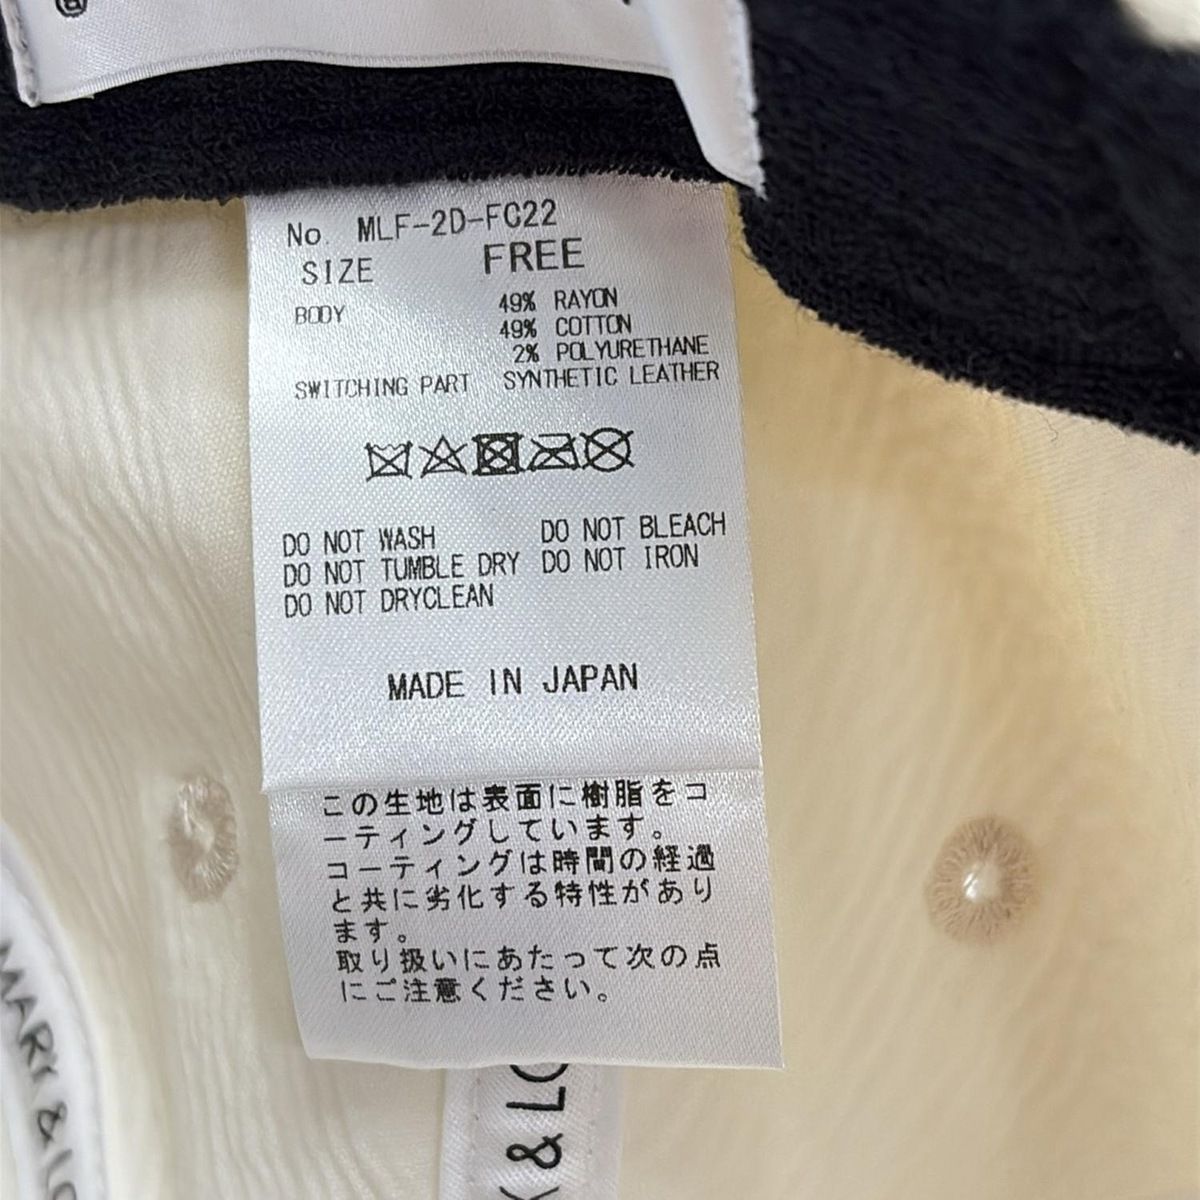 ®
No. MLF-2D-FC22
SIZE FREE
BODY 49% RAYON
49% COTTON
2% POLYURETHANE
SWITCHING PART SYNTHETIC LEATHER
DO NOT WASH DO NOT BLEACH
DO NOT TUMBLE DRY DO NOT IRON
DO NOT DRYCLEAN
MADE IN JAPAN
この生地は表面に樹脂をコ
ーティングしています。
コーティングは時間の経過
と共に劣化する特性があり
ます。
取り扱いにあたって次の点
にご注意ください。
MARY & LO
& LO